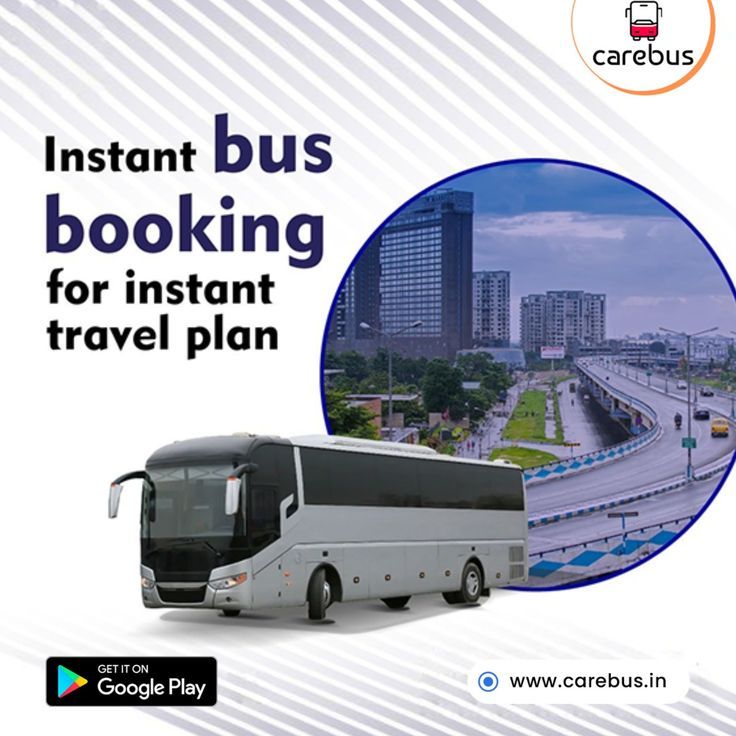 carebus
Instant bus
booking
for instant
travel plan
GET IT ON
Google Play
www.carebus.in